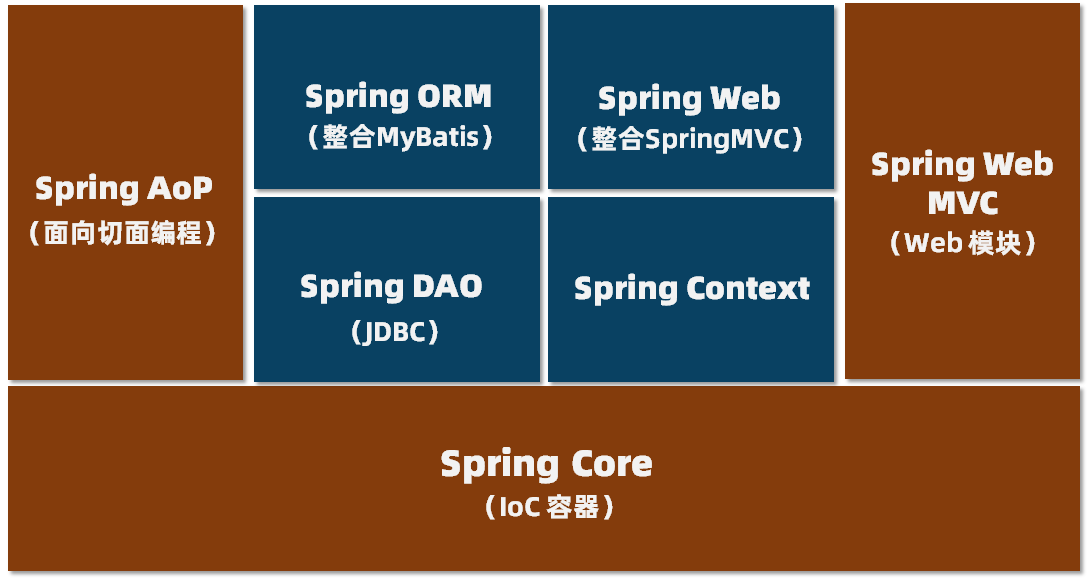 Spring AoP
（面向切面编程）
Spring ORM
（整合MyBatis）
Spring Web
（整合SpringMVC）
Spring Web
MVC
（Web 模块）
Spring DAO
（JDBC）
Spring Context
Spring Core
（IoC 容器）